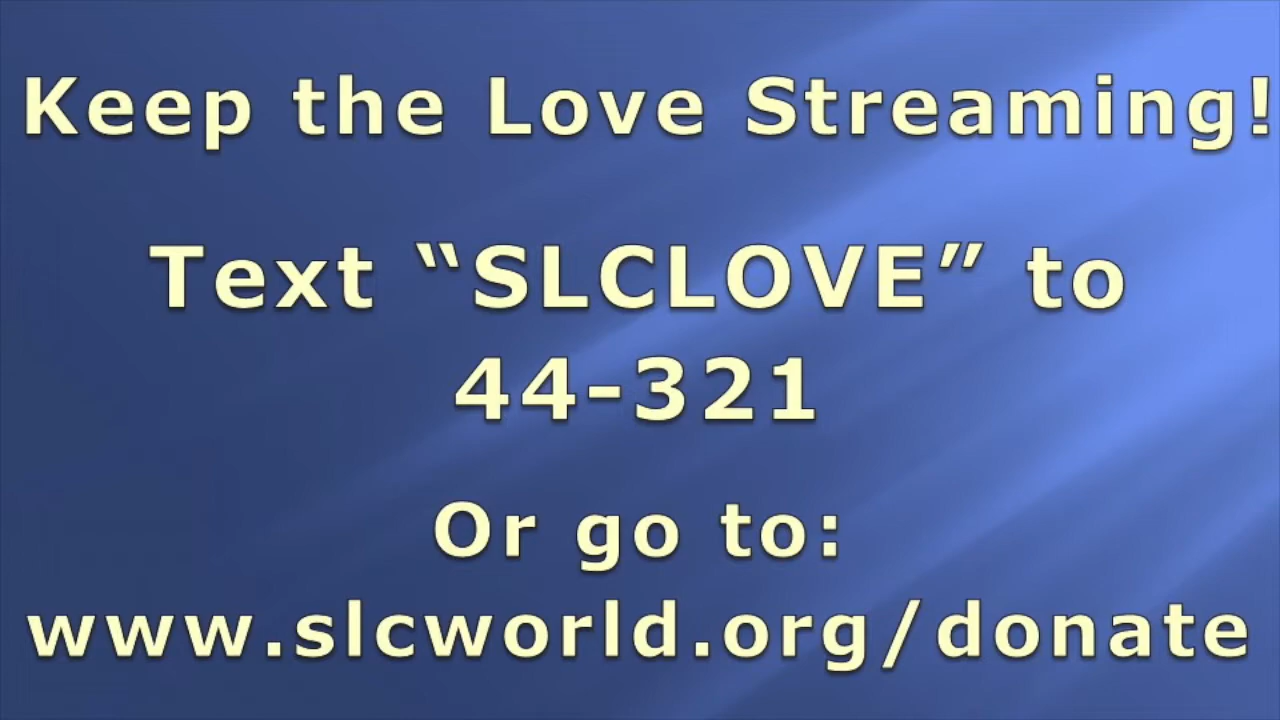 Keep the Love Streaming!
Text “SLCLOVE” to
44-321
Or go to:
www.slcworld.org/donate